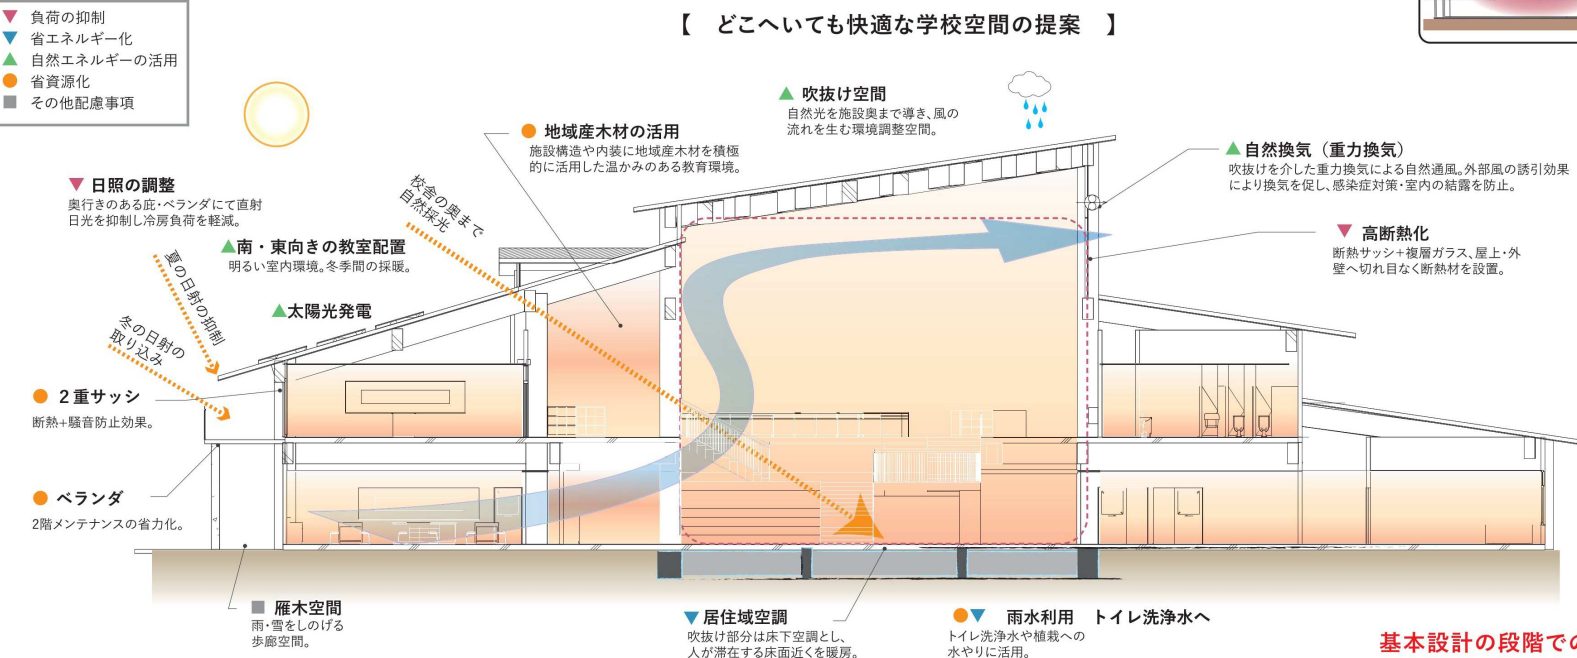 ▼ 負荷の抑制
▼ 省エネルギー化
▲ 自然エネルギーの活用
● 省資源化
■ その他配慮事項
【 どこへいても快適な学校空間の提案 】
▲ 吹抜け空間
自然光を施設奥まで導き、風の
流れを生む環境調整空間。
● 地域産木材の活用
施設構造や内装に地域産木材を積極
的に活用した温かみのある教育環境。
▲自然換気（重力換気）
吹抜けを介した重力換気による自然通風。外部風の誘引効果
により換気を促し、感染症対策・室内の結露を防止。
▼ 日照の調整
奥行きのある庇・ベランダにて直射
日光を抑制し冷房負荷を軽減。
校舎の奥まで
自然採光
▼ 高断熱化
断熱サッシ+複層ガラス、屋上・外
壁へ切れ目なく断熱材を設置。
▲南・東向きの教室配置
明るい室内環境。冬季間の採暖。
夏の日射の抑制
▲太陽光発電
冬の日射の
取り込み
● 2重サッシ
断熱+騒音防止効果。
● ベランダ
2階メンテナンスの省力化。
■ 雁木空間
雨・雪をしのげる
歩廊空間。
▼ 居住域空調
吹抜け部分は床下空調とし、
人が滞在する床面近くを暖房。
●▼ 雨水利用 トイレ洗浄水へ
トイレ洗浄水や植栽への
水やりに活用。
基本設計の段階での